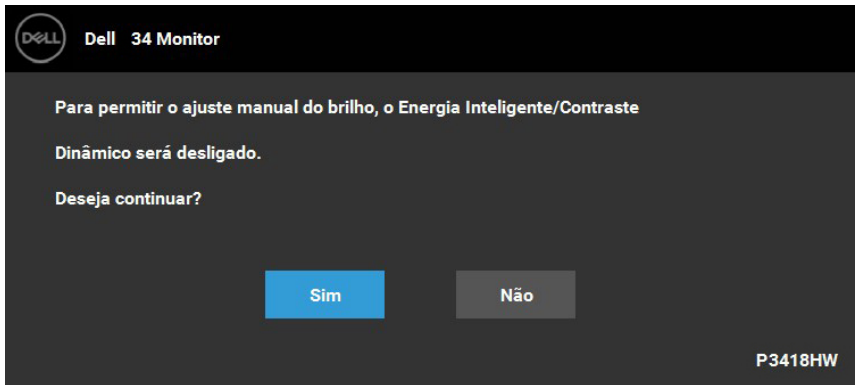 DELL Dell 34 Monitor
Para permitir o ajuste manual do brilho, o Energia Inteligente/Contraste
Dinâmico será desligado.
Deseja continuar?
Sim Não
P3418HW